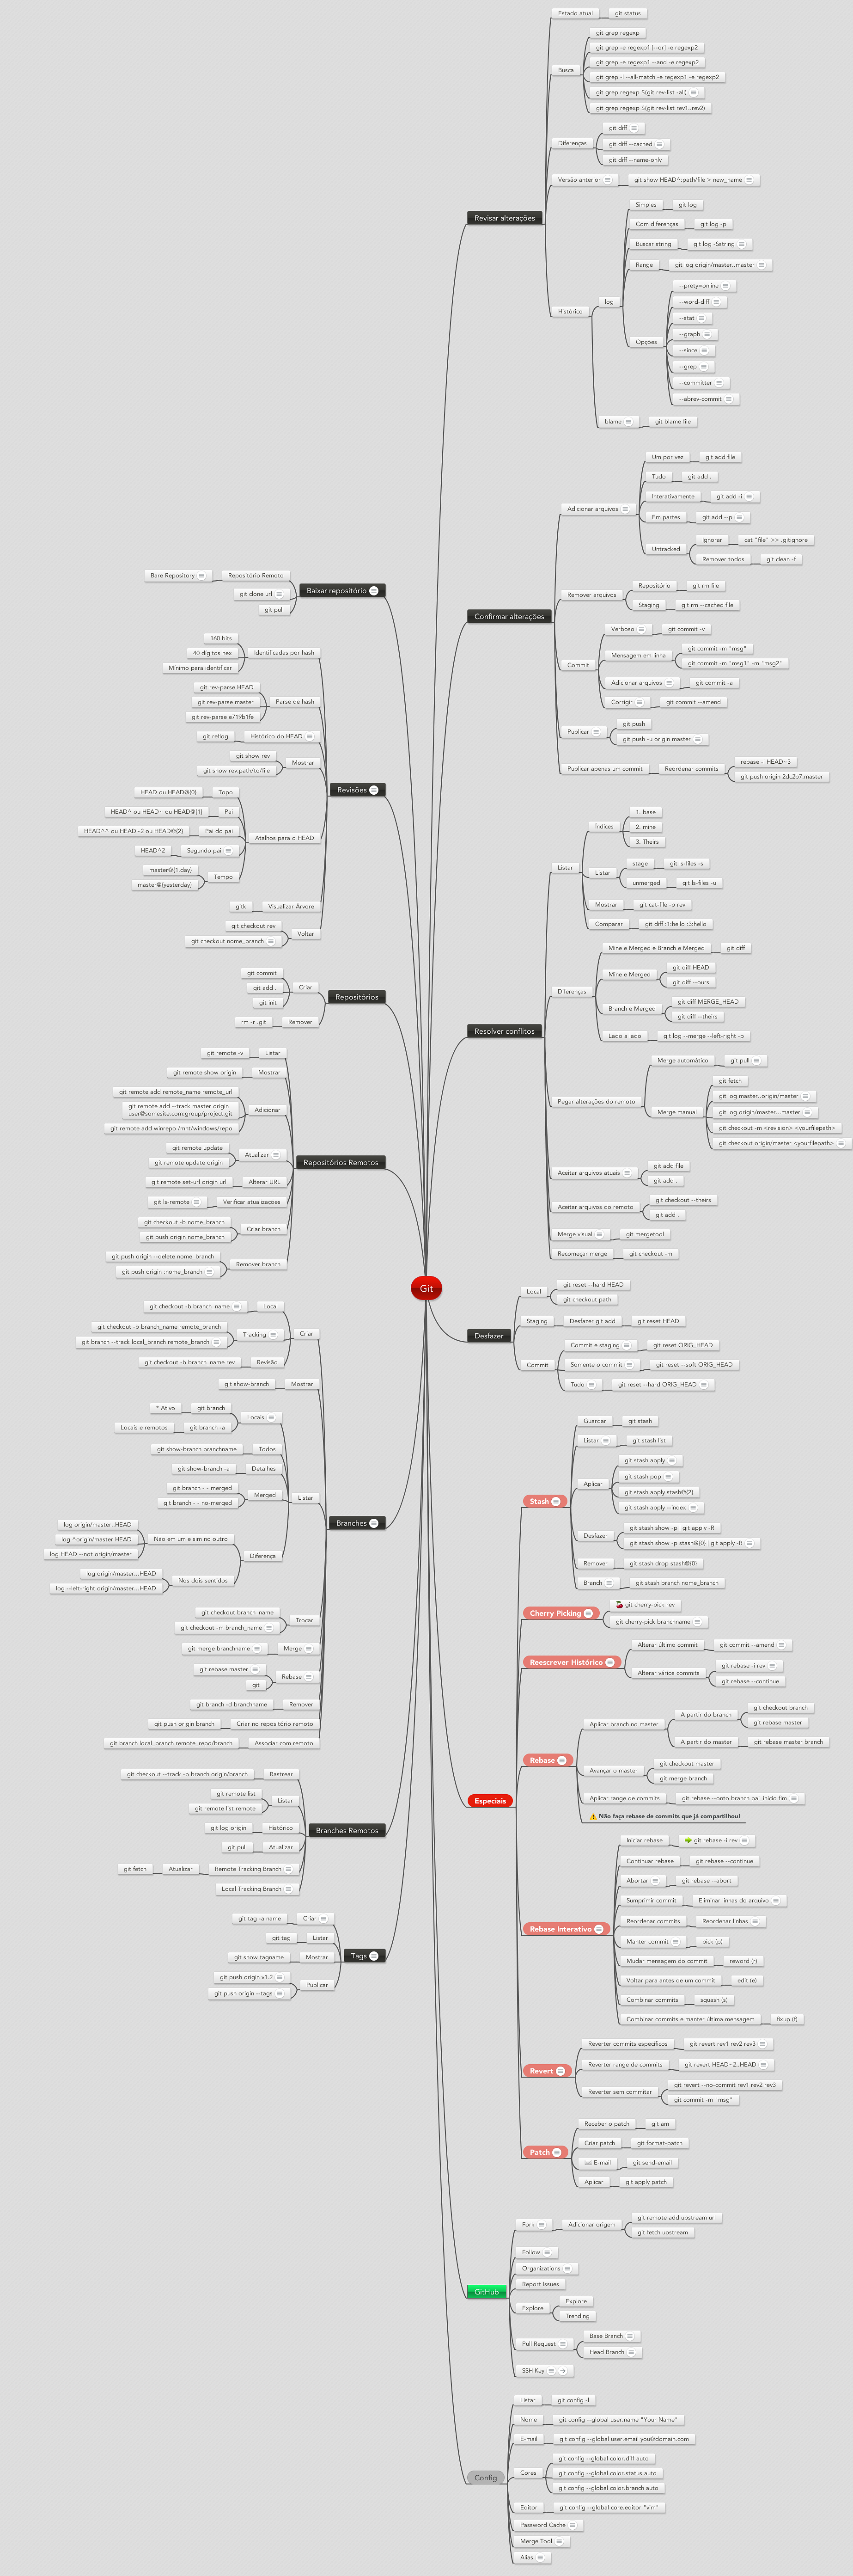 Git
Revisar alterações
Estado atual
git status
Busca
git grep regexp
git grep -e regexp1 [--or] -e regexp2
git grep -e regexp1 --and -e regexp2
git grep -l --all-match -e regexp1 -e regexp2
git grep regexp $(git rev-list -all)
git grep regexp $(git rev-list rev1..rev2)
Diferenças
git diff
git diff --cached
git diff --name-only
Versão anterior
git show HEAD^:path/file > new_name
Histórico
log
Simples
git log
Com diferenças
git log -p
Buscar string
git log -Sstring
Range
git log origin/master..master
Opções
--prety=online
--word-diff
--stat
--graph
--since
--grep
--committer
--abrev-commit
blame
git blame file
Confirmar alterações
Adicionar arquivos
Um por vez
git add file
Tudo
git add .
Interativamente
git add -i
Em partes
git add --p
Untracked
Ignorar
cat "file" >> .gitignore
Remover todos
git clean -f
Remover arquivos
Repositório
git rm file
Staging
git rm --cached file
Commit
Verboso
git commit -v
Mensagem em linha
git commit -m "msg"
git commit -m "msg1" -m "msg2"
Adicionar arquivos
git commit -a
Corrigir
git commit --amend
Publicar
git push
git push -u origin master
Publicar apenas um commit
Reordenar commits
rebase -i HEAD~3
git push origin 2dc2b7:master
Resolver conflitos
Listar
Índices
1. base
2. mine
3. Theirs
Listar
stage
git ls-files -s
unmerged
git ls-files -u
Mostrar
git cat-file -p rev
Comparar
git diff :1:hello :3:hello
Diferenças
Mine e Merged e Branch e Merged
git diff
Mine e Merged
git diff HEAD
git diff --ours
Branch e Merged
git diff MERGE_HEAD
git diff --theirs
Lado a lado
git log --merge --left-right -p
Pegar alterações do remoto
Merge automático
git pull
Merge manual
git fetch
git log master..origin/master
git log origin/master...master
git checkout -m <revision> <yourfilepath>
git checkout origin/master <yourfilepath>
Aceitar arquivos atuais
git add file
git add .
Aceitar arquivos do remoto
git checkout --theirs
git add .
Merge visual
git mergetool
Recomeçar merge
git checkout -m
Desfazer
Local
git reset --hard HEAD
git checkout path
Staging
Desfazer git add
git reset HEAD
Commit
Commit e staging
git reset ORIG_HEAD
Somente o commit
git reset --soft ORIG_HEAD
Tudo
git reset --hard ORIG_HEAD
Especiais
Stash
Guardar
git stash
Listar
git stash list
Aplicar
git stash apply
git stash pop
git stash apply stash@{2}
git stash apply --index
Desfazer
git stash show -p | git apply -R
git stash show -p stash@{0} | git apply -R
Remover
git stash drop stash@{0}
Branch
git stash branch nome_branch
Cherry Picking
git cherry-pick rev
git cherry-pick branchname
Reescrever Histórico
Alterar último commit
git commit --amend
Alterar vários commits
git rebase -i rev
git rebase --continue
Rebase
Aplicar branch no master
A partir do branch
git checkout branch
git rebase master
A partir do master
git rebase master branch
Avançar o master
git checkout master
git merge branch
Aplicar range de commits
git rebase --onto branch pai_inicio fim
Não faça rebase de commits que já compartilhou!
Rebase Interativo
Iniciar rebase
git rebase -i rev
Continuar rebase
git rebase --continue
Abortar
git rebase --abort
Sumprimir commit
Eliminar linhas do arquivo
Reordenar commits
Reordenar linhas
Manter commit
pick (p)
Mudar mensagem do commit
reword (r)
Voltar para antes de um commit
edit (e)
Combinar commits
squash (s)
Combinar commits e manter última mensagem
fixup (f)
Revert
Reverter commits específicos
git revert rev1 rev2 rev3
Reverter range de commits
git revert HEAD~2..HEAD
Reverter sem commitar
git revert --no-commit rev1 rev2 rev3
git commit -m "msg"
Patch
Receber o patch
git am
Criar patch
git format-patch
E-mail
git send-email
Aplicar
git apply patch
GitHub
Fork
Adicionar origem
git remote add upstream url
git fetch upstream
Follow
Organizations
Report Issues
Explore
Explore
Trending
Pull Request
Base Branch
Head Branch
SSH Key
Config
Listar
git config -l
Nome
git config --global user.name "Your Name"
E-mail
git config --global user.email you@domain.com
Cores
git config --global color.diff auto
git config --global color.status auto
git config --global color.branch auto
Editor
git config --global core.editor "vim"
Password Cache
Merge Tool
Alias
Baixar repositório
Repositório Remoto
Bare Repository
git clone url
git pull
Revisões
Identificadas por hash
160 bits
40 dígitos hex
Mínimo para identificar
Parse de hash
git rev-parse HEAD
git rev-parse master
git rev-parse e719b1fe
Histórico do HEAD
git reflog
Mostrar
git show rev
git show rev:path/to/file
Atalhos para o HEAD
Topo
HEAD ou HEAD@{0}
Pai
HEAD^ ou HEAD~ ou HEAD@{1}
Pai do pai
HEAD^^ ou HEAD~2 ou HEAD@{2}
Segundo pai
HEAD^2
Tempo
master@{1.day}
master@{yesterday}
Visualizar Árvore
gitk
Voltar
git checkout rev
git checkout nome_branch
Repositórios
Criar
git commit
git add .
git init
Remover
rm -r .git
Repositórios Remotos
Listar
git remote -v
Mostrar
git remote show origin
Adicionar
git remote add remote_name remote_url
git remote add --track master origin
user@somesite.com:group/project.git
git remote add winrepo /mnt/windows/repo
Atualizar
git remote update
git remote update origin
Alterar URL
git remote set-url origin url
Verificar atualizações
git ls-remote
Criar branch
git checkout -b nome_branch
git push origin nome_branch
Remover branch
git push origin --delete nome_branch
git push origin :nome_branch
Branches
Criar
Local
git checkout -b branch_name
Tracking
git checkout -b branch_name remote_branch
git branch --track local_branch remote_branch
Revisão
git checkout -b branch_name rev
Mostrar
git show-branch
Listar
Locais
git branch
* Ativo
git branch -a
Locais e remotos
Todos
git show-branch branchname
Detalhes
git show-branch -a
Merged
git branch - - merged
git branch - - no-merged
Diferença
Não em um e sim no outro
log origin/master..HEAD
log ^origin/master HEAD
log HEAD --not origin/master
Nos dois sentidos
log origin/master...HEAD
log --left-right origin/master...HEAD
Trocar
git checkout branch_name
git checkout -m branch_name
Merge
git merge branchname
Rebase
git rebase master
git
Remover
git branch -d branchname
Criar no repositório remoto
git push origin branch
Associar com remoto
git branch local_branch remote_repo/branch
Branches Remotos
Rastrear
git checkout --track -b branch origin/branch
Listar
git remote list
git remote list remote
Histórico
git log origin
Atualizar
git pull
Remote Tracking Branch
Atualizar
git fetch
Local Tracking Branch
Tags
Criar
git tag -a name
Listar
git tag
Mostrar
git show tagname
Publicar
git push origin v1.2
git push origin --tags